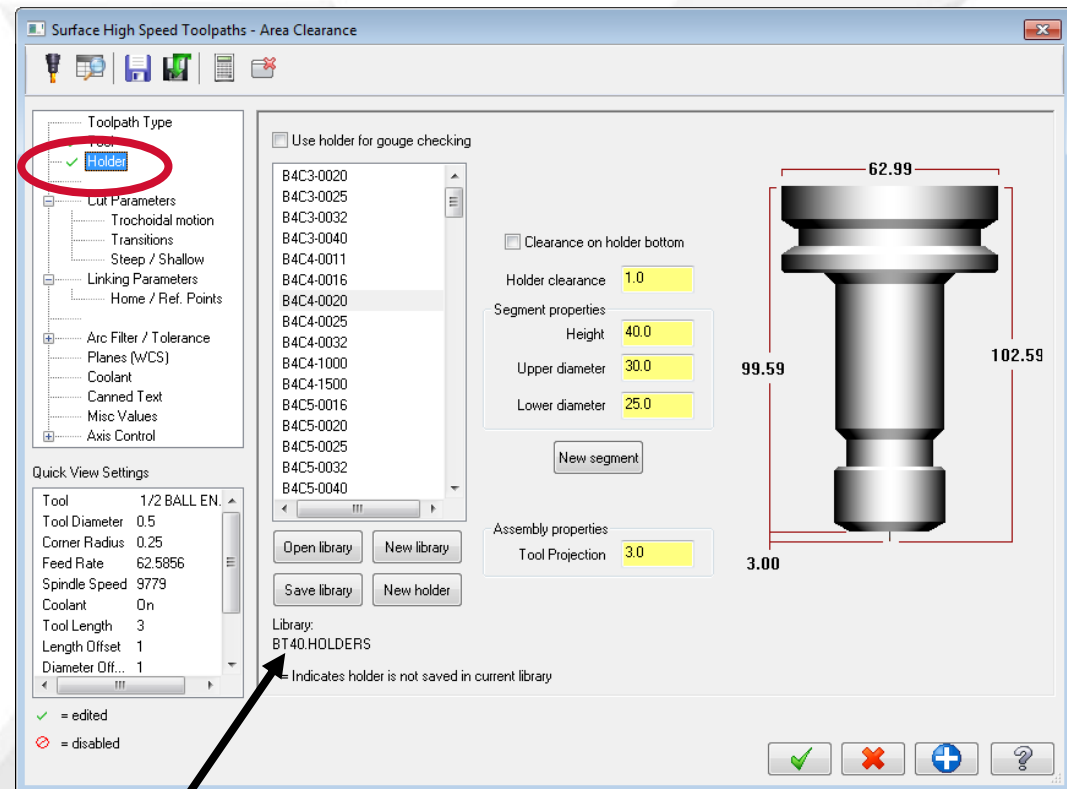 Surface High Speed Toolpaths - Area Clearance
Toolpath Type
Tool
Holder
Cut Parameters
Trochoidal motion
Transitions
Steep / Shallow
Linking Parameters
Home / Ref. Points
Arc Filter / Tolerance
Planes (WCS)
Coolant
Canned Text
Misc Values
Axis Control
Quick View Settings
Tool 1/2 BALL EN.
Tool Diameter 0.5
Corner Radius 0.25
Feed Rate 62.5856
Spindle Speed 9779
Coolant On
Tool Length 3
Length Offset 1
Diameter Off... 1
= edited
= disabled
Use holder for gouge checking
B4C3-0020
B4C3-0025
B4C3-0032
B4C3-0040
B4C4-0011
B4C4-0016
B4C4-0020
B4C4-0025
B4C4-0032
B4C4-1000
B4C4-1500
B4C5-0016
B4C5-0020
B4C5-0025
B4C5-0032
B4C5-0040
Open library New library
Save library New holder
Library:
BT40.HOLDERS
= Indicates holder is not saved in current library
Clearance on holder bottom
Holder clearance 1.0
Segment properties
Height 40.0
Upper diameter 30.0
Lower diameter 25.0
New segment
Assembly properties
Tool Projection 3.0
62.99
99.59
102.59
3.00